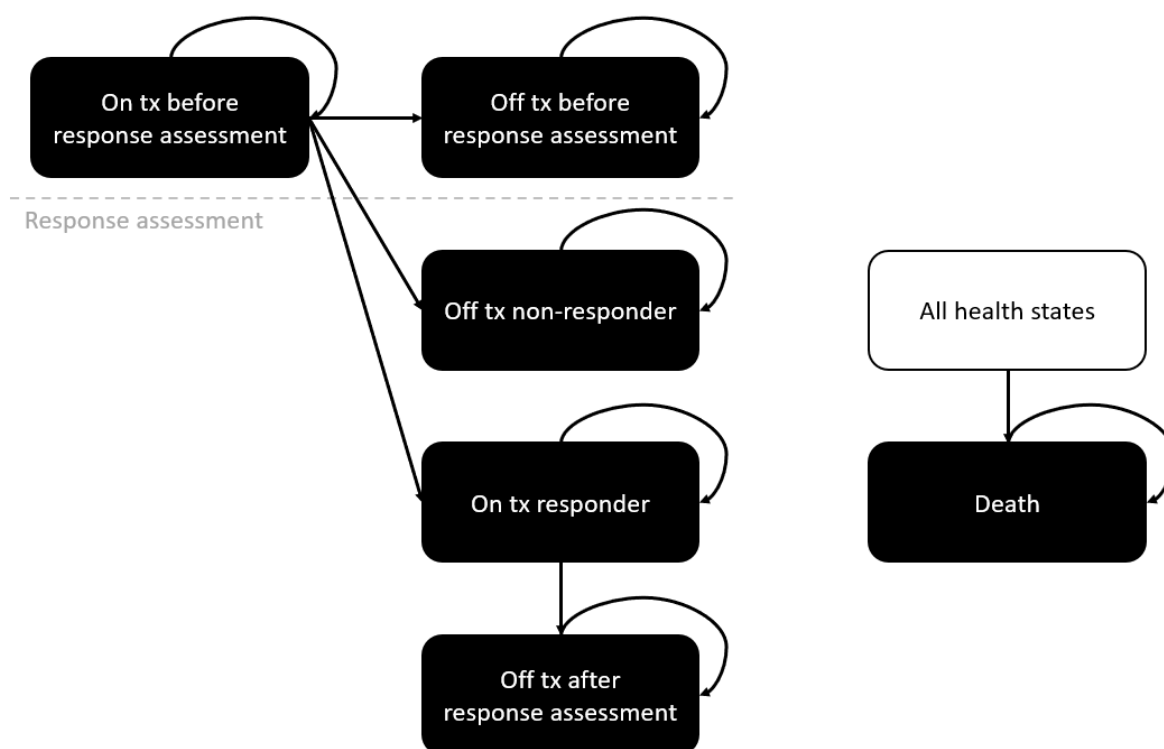 On tx before
response assessment
Off tx before
response assessment
Response assessment
Off tx non-responder
All health states
On tx responder
Death
Off tx after
response assessment